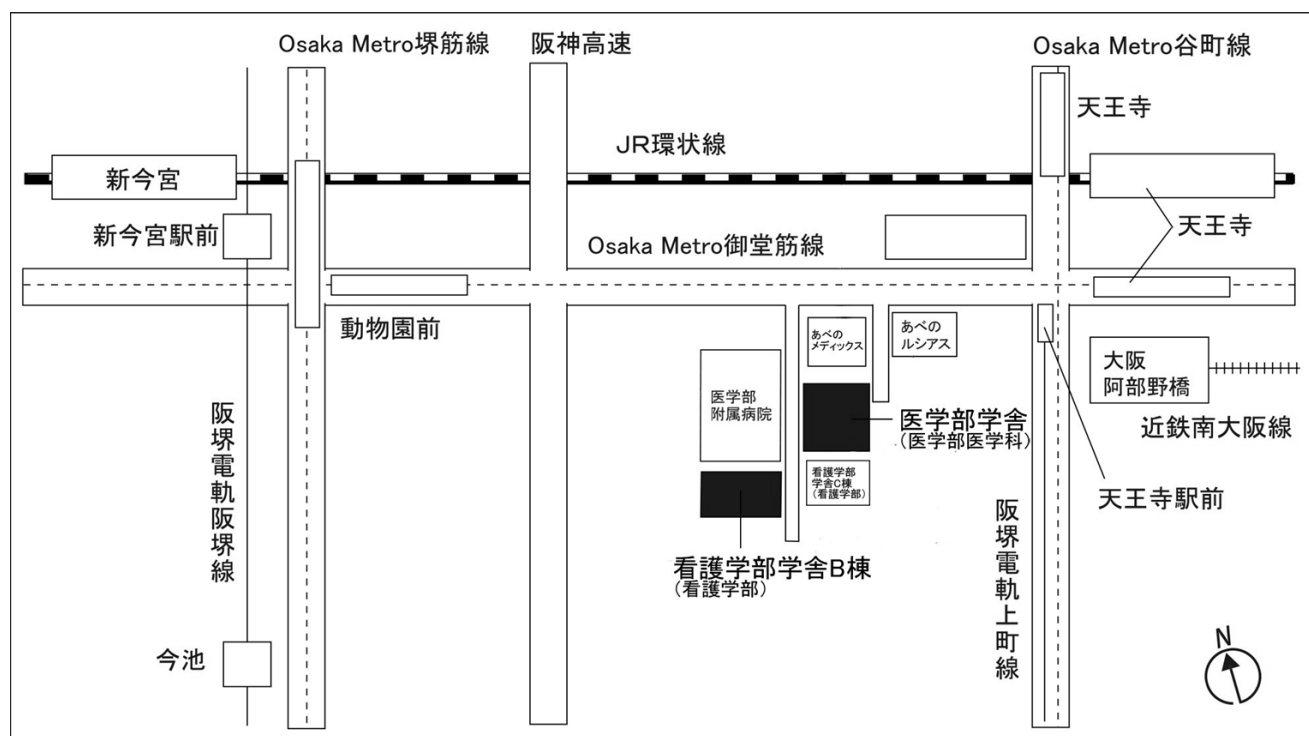 Osaka Metro堺筋線
阪神高速
Osaka Metro谷町線
天王寺
JR環状線
新今宮
新今宮駅前
Osaka Metro御堂筋線
天王寺
動物園前
あべの
メディックス
あべの
ルシアス
大阪
阿部野橋
医学部
附属病院
医学部学舎
(医学部医学科)
近鉄南大阪線
看護学部
学舎C棟
(看護学部)
天王寺駅前
阪堺電軌阪堺線
看護学部学舎B棟
(看護学部)
阪堺電軌上町線
今池
N